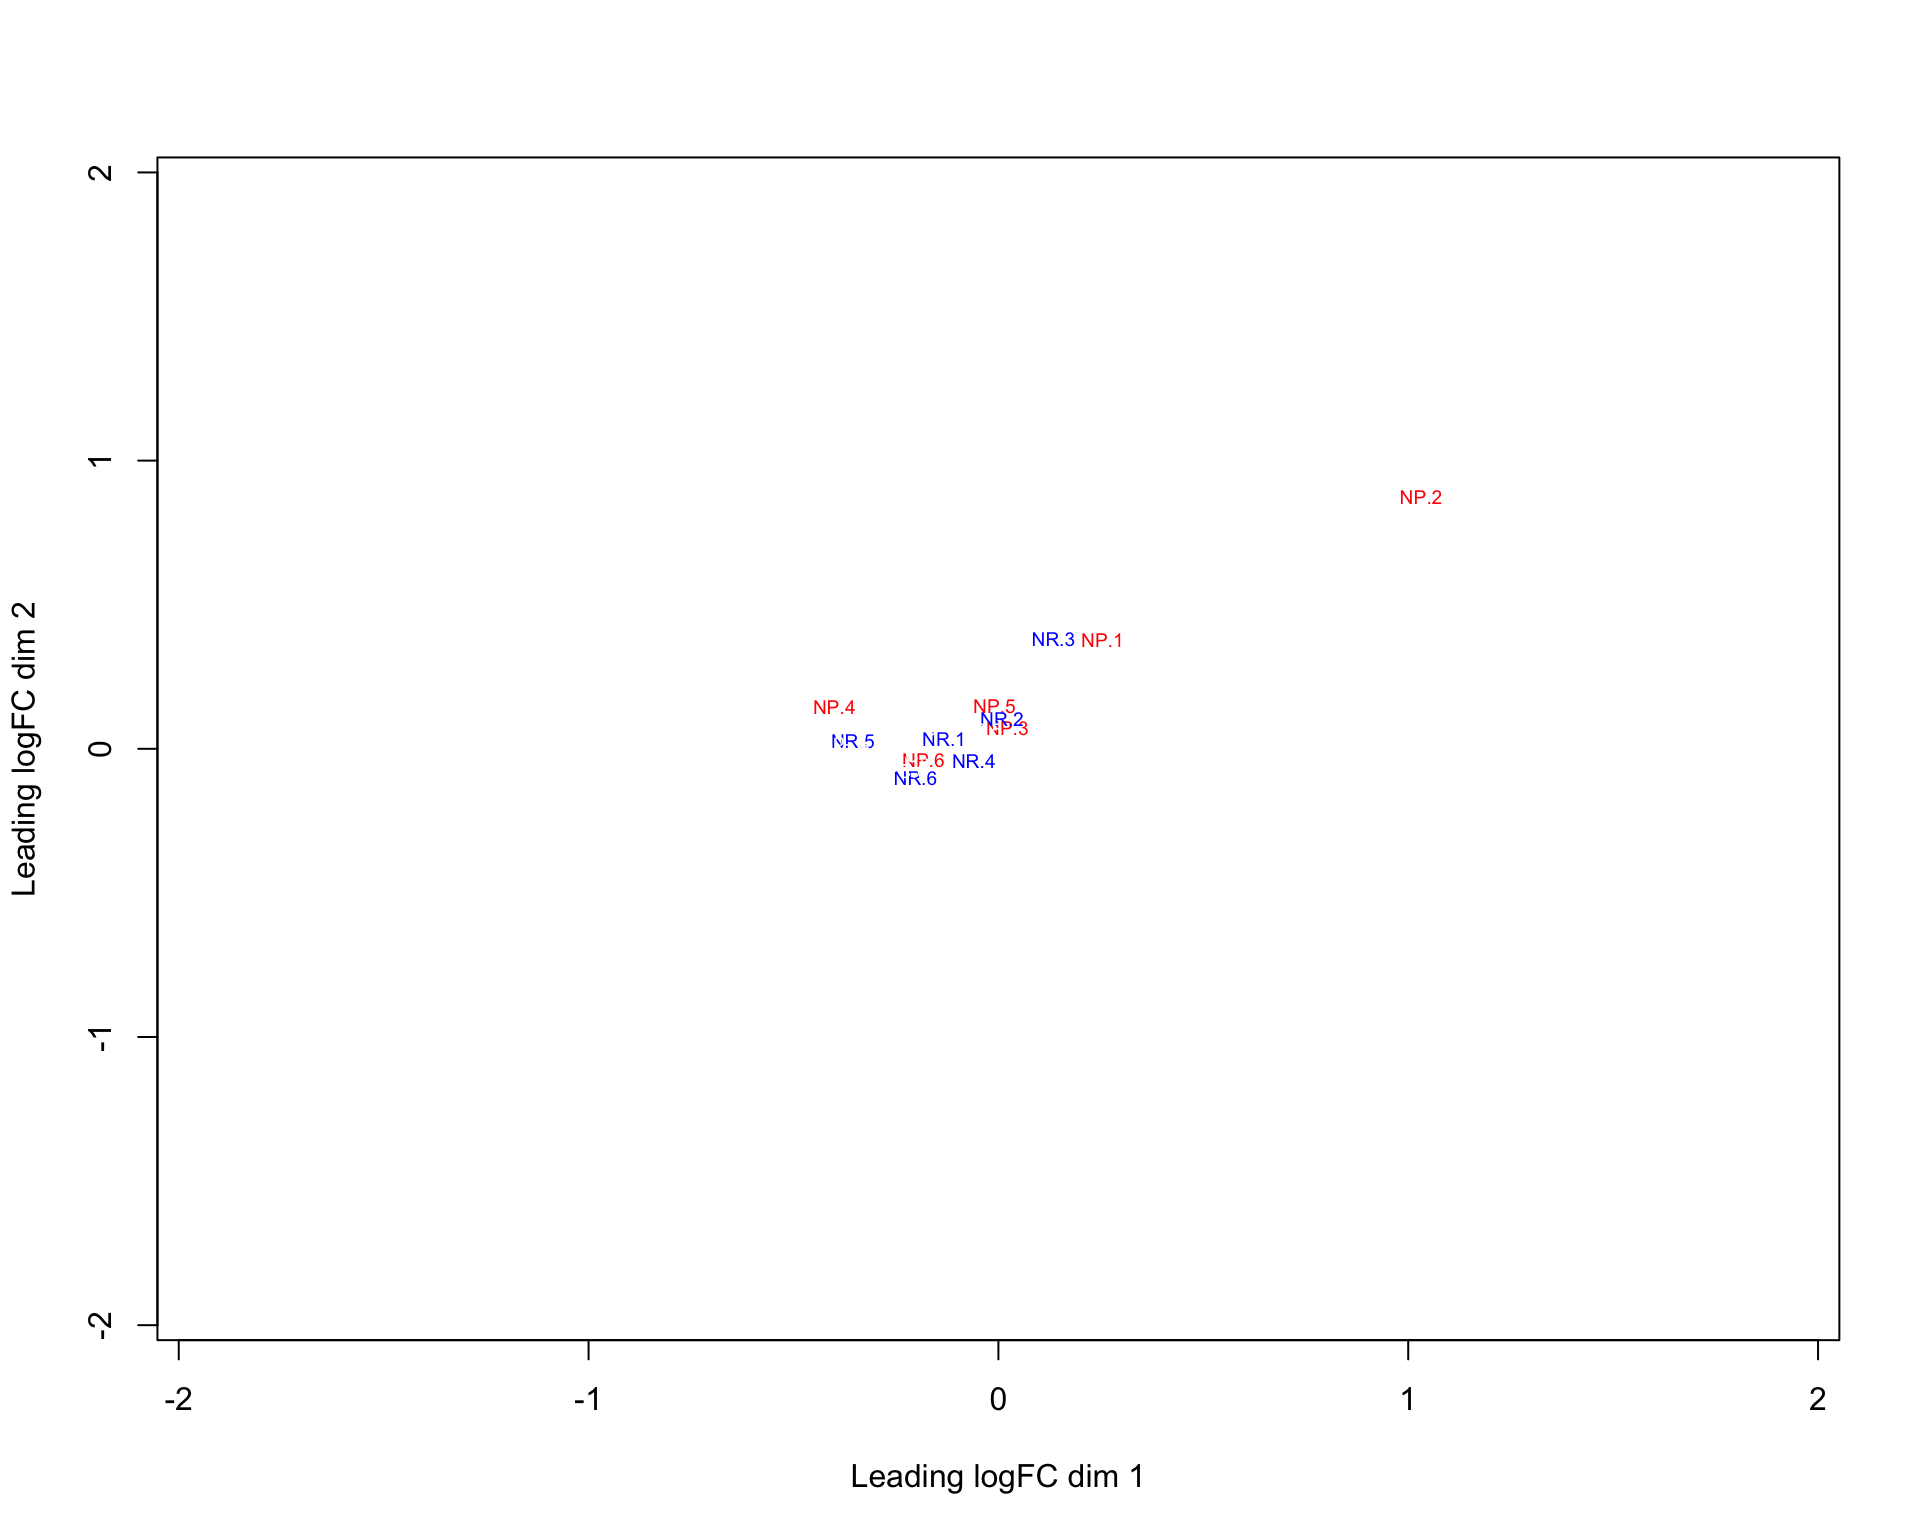 2
1
0
-1
-2
Leading logFC dim 2
NP.2
NR.3
NP.1
NP.4
NP.5
NR.2
NP.3
NR.5
NR.1
NP.6
NR.4
NR.6
-2
-1
0
1
2
Leading logFC dim 1